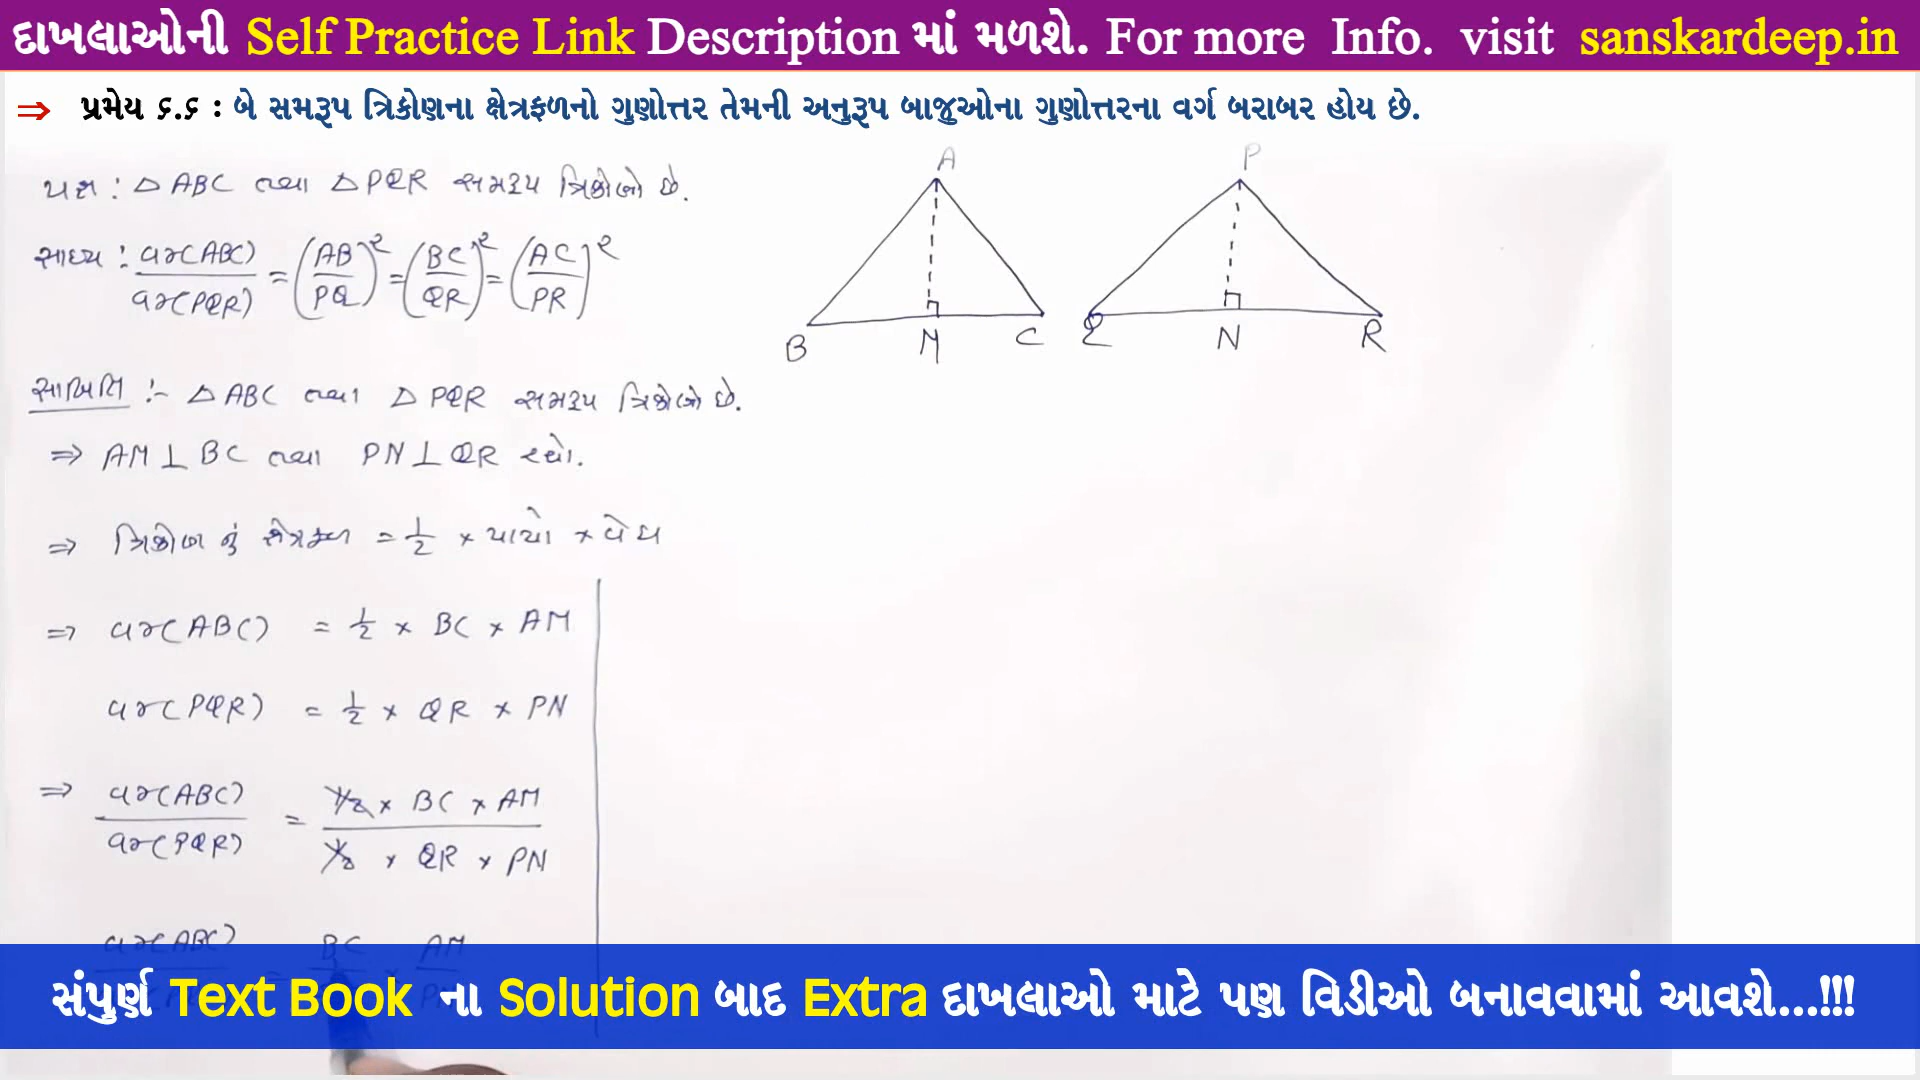 દાખલાઓની Self Practice Link Description માં મળશે. For more Info. visit sanskardeep.in
⇒ પ્રમેય ૬.૬ : બે સમરૂપ ત્રિકોણના ક્ષેત્રફળનો ગુણોત્તર તેમની અનુરૂપ બાજુઓના ગુણોત્તરના વર્ગ બરાબર હોય છે.
પક્ષ : △ ABC તથા △ PQR સમરૂપ ત્રિકોણો છે.
સાધ્ય : ar(ABC) / ar(PQR) = (AB/PQ)² = (BC/QR)² = (AC/PR)²
A P
B M C Q N R
સાબિતિ :- △ ABC તથા △ PQR સમરૂપ ત્રિકોણો છે.
⇒ AM ⊥ BC તથા PN ⊥ QR રચો.
⇒ ત્રિકોણ નું ક્ષેત્રફળ = 1/2 × પાયો × વેધ
⇒ ar(ABC) = 1/2 × BC × AM
ar(PQR) = 1/2 × QR × PN
⇒ ar(ABC) / ar(PQR) = 1/2 × BC × AM / 1/2 × QR × PN
ar(ABC) = BC × AM
સંપુર્ણ Text Book ના Solution બાદ Extra દાખલાઓ માટે પણ વિડીઓ બનાવવામાં આવશે...!!!